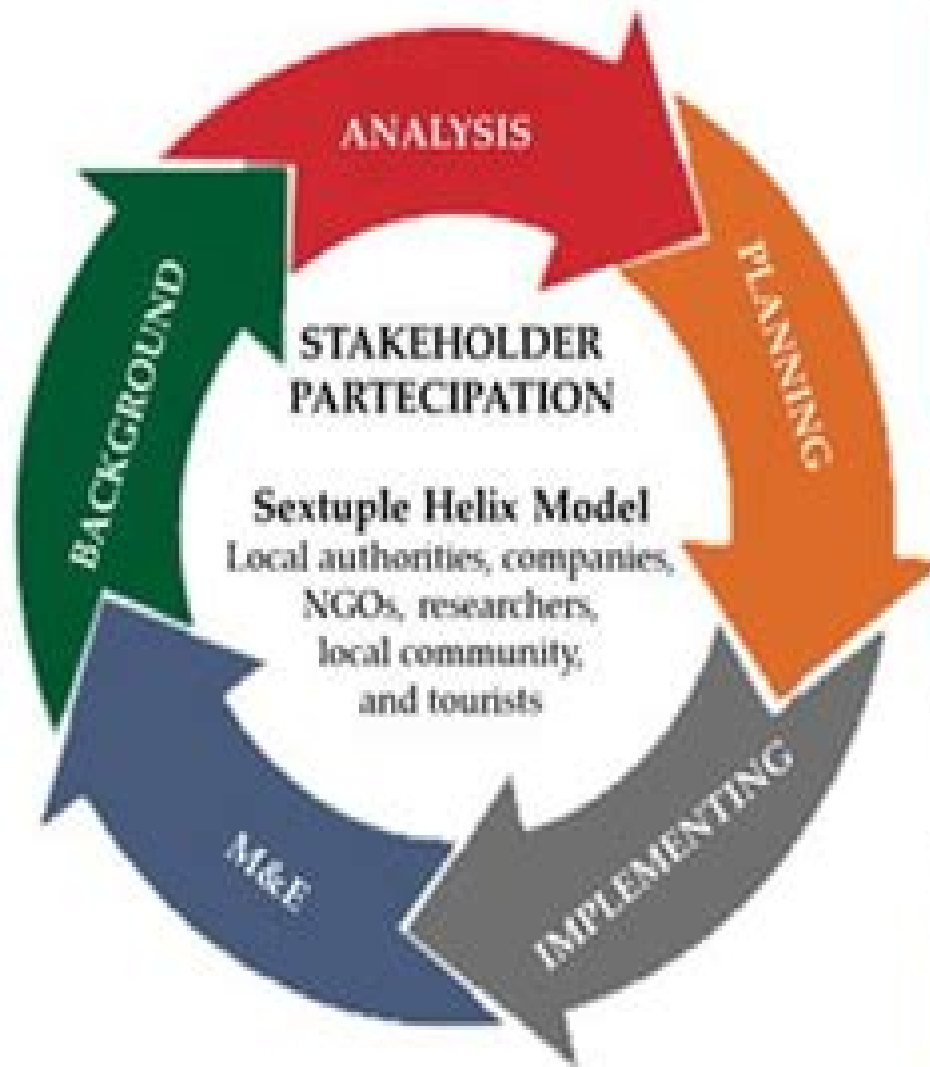 ANALYSIS
PLANNING
BACKGROUND
STAKEHOLDER
PARTECIPATION
Sextuple Helix Model
Local authorities, companies,
NGOs, researchers,
local community,
and tourists
IMPLEMENTING
M&E